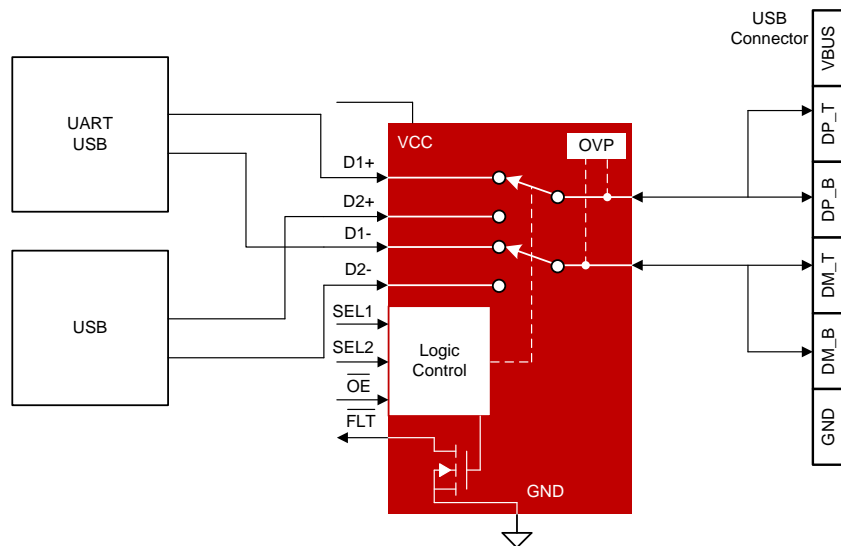 USB
Connector
VBUS
DP_T
DP_B
DM_T
DM_B
GND
UART
USB
USB
VCC
OVP
D1+
D2+
D1-
D2-
SEL1
SEL2
OE
FLT
Logic
Control
GND